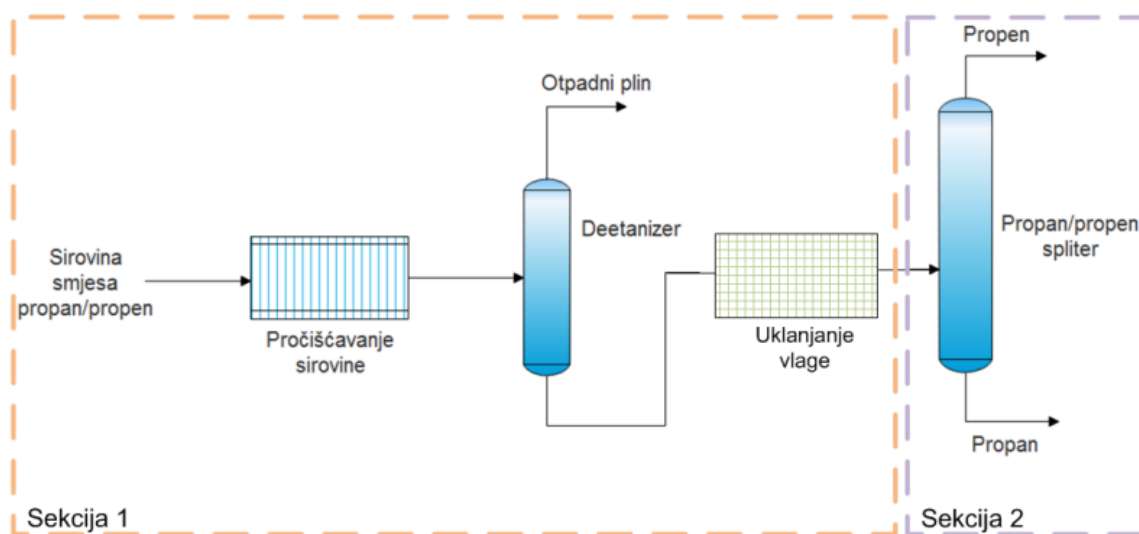 Propen
Otpadni plin
Deetanizer
Propan/propen
spliter
Sirovina
smjesa
propan/propen
Pročišćavanje
sirovine
Uklanjanje
vlage
Propan
Sekcija 1
Sekcija 2